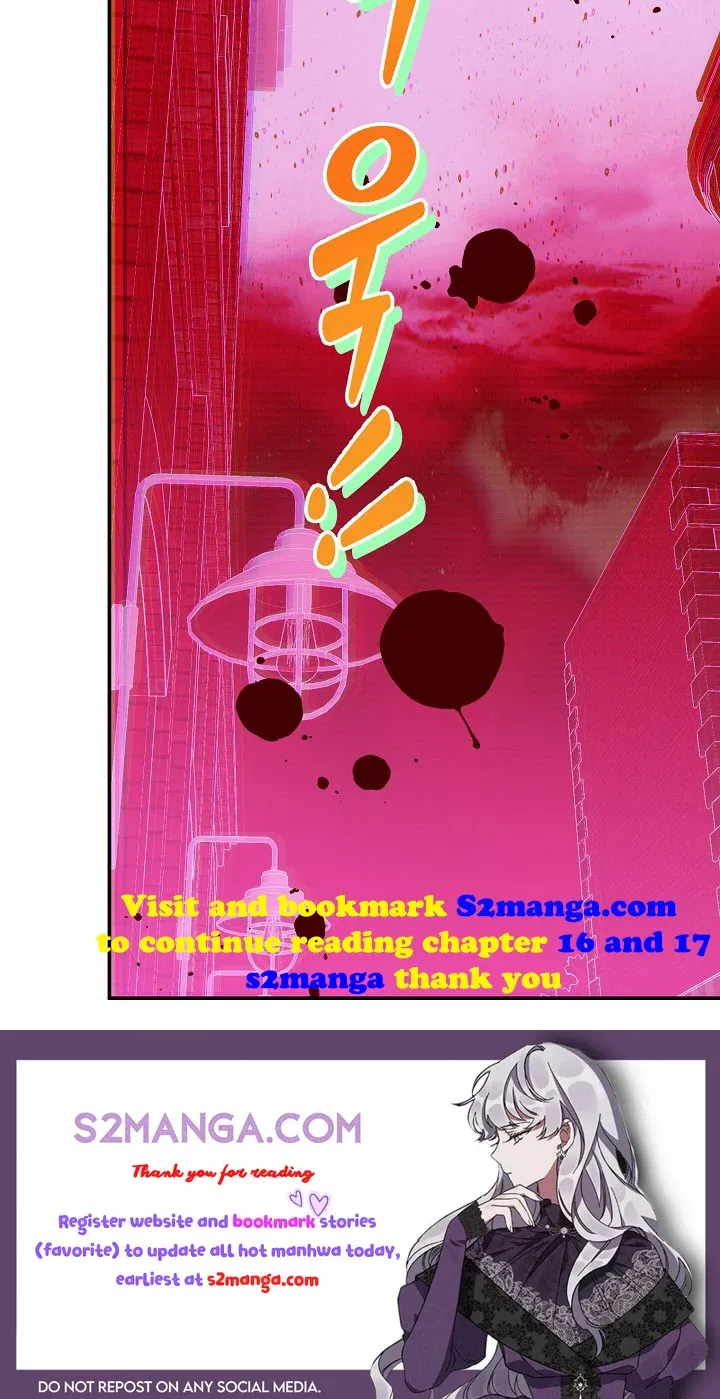 우
욱
!!
Visit and bookmark S2manga.com
to continue reading chapter 16 and 17
s2manga thank you
S2MANGA.COM
Thank you for reading
Register website and bookmark stories
(favorite) to update all hot manhwa today,
earliest at s2manga.com
DO NOT REPOST ON ANY SOCIAL MEDIA.